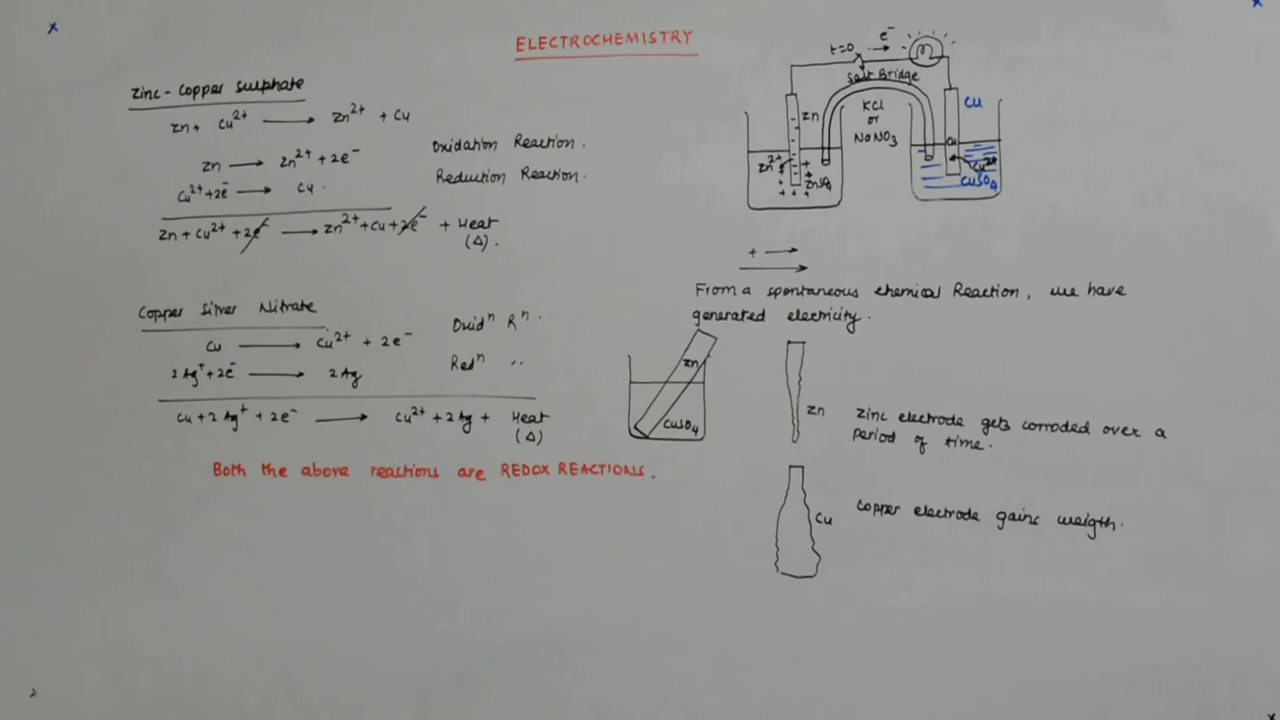 ELECTROCHEMISTRY
Zinc - Copper Sulphate
Zn + Cu²⁺ ⟶ Zn²⁺ + Cu
Zn ⟶ Zn²⁺ + 2e⁻ Oxidation Reaction.
Cu²⁺ + 2e⁻ ⟶ Cu. Reduction Reaction.
Zn + Cu²⁺ + 2e⁻ ⟶ Zn²⁺ + Cu + 2e⁻ + Heat
(Δ).
Copper Silver Nitrate
Cu ⟶ Cu²⁺ + 2e⁻ Oxidⁿ Rⁿ.
2Ag⁺ + 2e⁻ ⟶ 2Ag Redⁿ ,,
Cu + 2Ag⁺ + 2e⁻ ⟶ Cu²⁺ + 2Ag + Heat
(Δ)
Both the above reactions are REDOX REACTIONS.
t=0 → e⁻
Salt Bridge
Zn
KCl
or
NaNO₃
Cu
Cu
Zn²⁺
ZnSO₄
Cu²⁺
CuSO₄
+ ⟶
From a spontaneous chemical Reaction, we have
generated electricity.
Zn
CuSO₄
Zn
Zinc electrode gets corroded over a
period of time.
Cu
Copper electrode gains weigth.